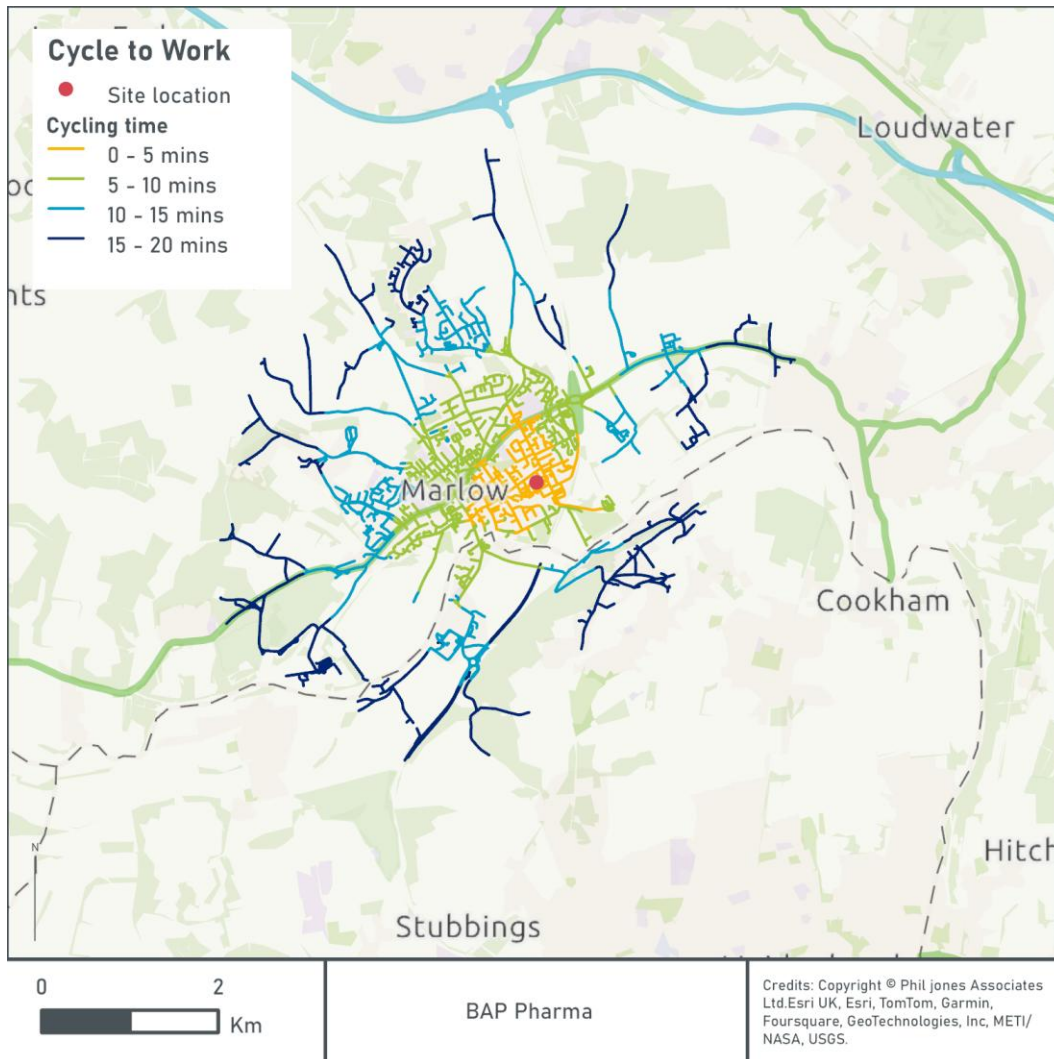 Cycle to Work
Site location
Cycling time
0 - 5 mins
5 - 10 mins
10 - 15 mins
15 - 20 mins
Loudwater
nts
Marlow
Cookham
N
Hitch
Stubbings
0 2
Km
BAP Pharma
Credits: Copyright © Phil jones Associates
Ltd.Esri UK, Esri, TomTom, Garmin,
Foursquare, GeoTechnologies, Inc, METI/
NASA, USGS.